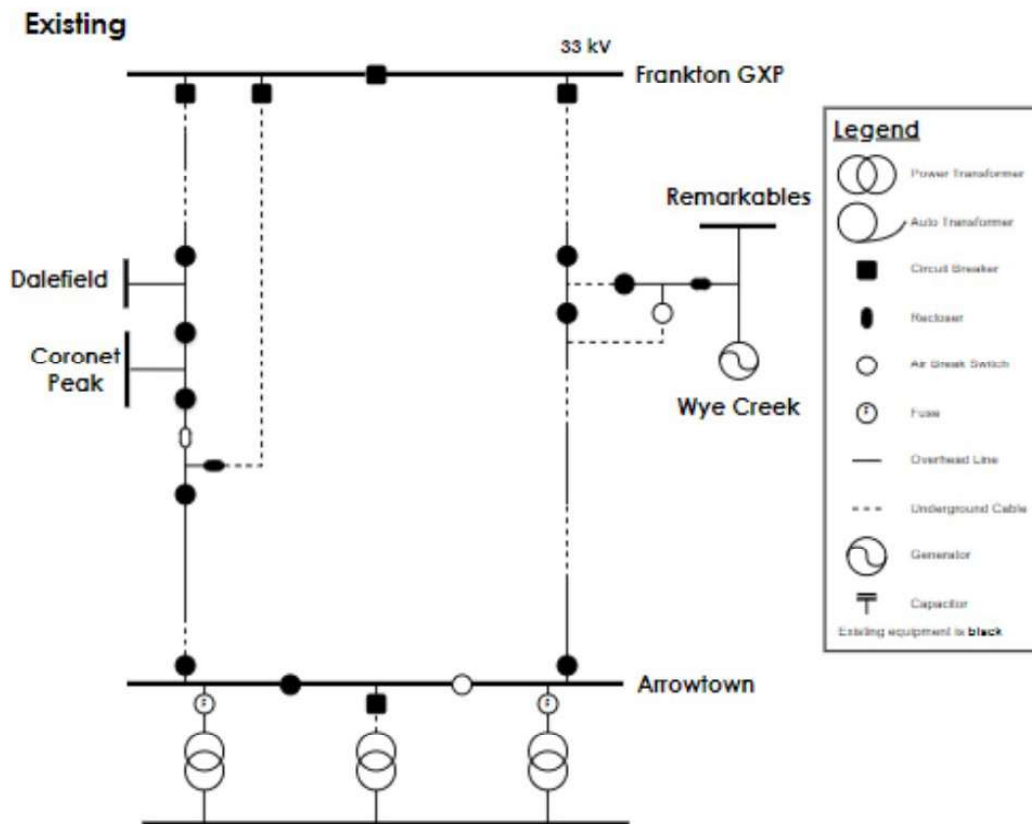 Existing
33 kV
Frankton GXP
Legend
Power Transformer
Remarkables
Auto Transformer
Dalefield
Circuit Breaker
Recloser
Coronet
Peak
Air Break Switch
Wye Creek
F
Fuse
Overhead Line
Underground Cable
Generator
Capacitor
Existing equipment is black
Arrowtown
F
F